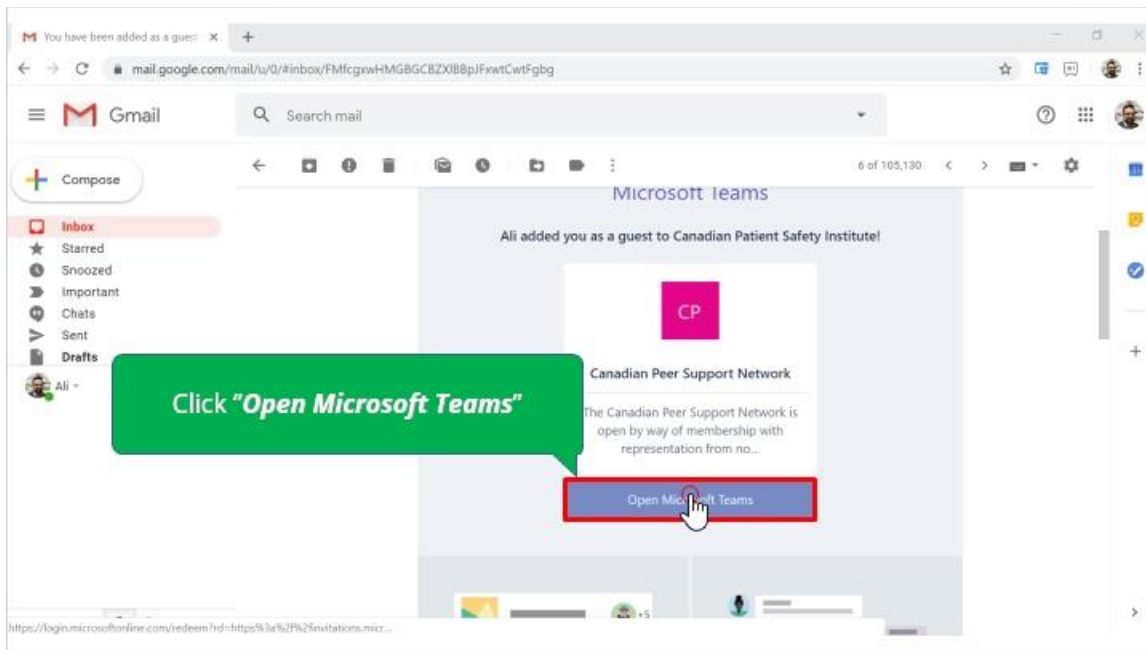 You have been added as a guest
mail.google.com/mail/u/0/#inbox/FMfcgxwHMGBGCBZXlBBpJFxwtCwtFgbg
Gmail
Search mail
Compose
6 of 105,130
Microsoft Teams
Inbox
Ali added you as a guest to Canadian Patient Safety Institute!
Starred
Snoozed
Important
Chats
CP
Sent
Drafts
Canadian Peer Support Network
Ali
Click "Open Microsoft Teams"
The Canadian Peer Support Network is
open by way of membership with
representation from no...
Open Microsoft Teams
+5
https://login.microsoftonline.com/redeem?rd=https%3a%2f%2finvitations.micr...